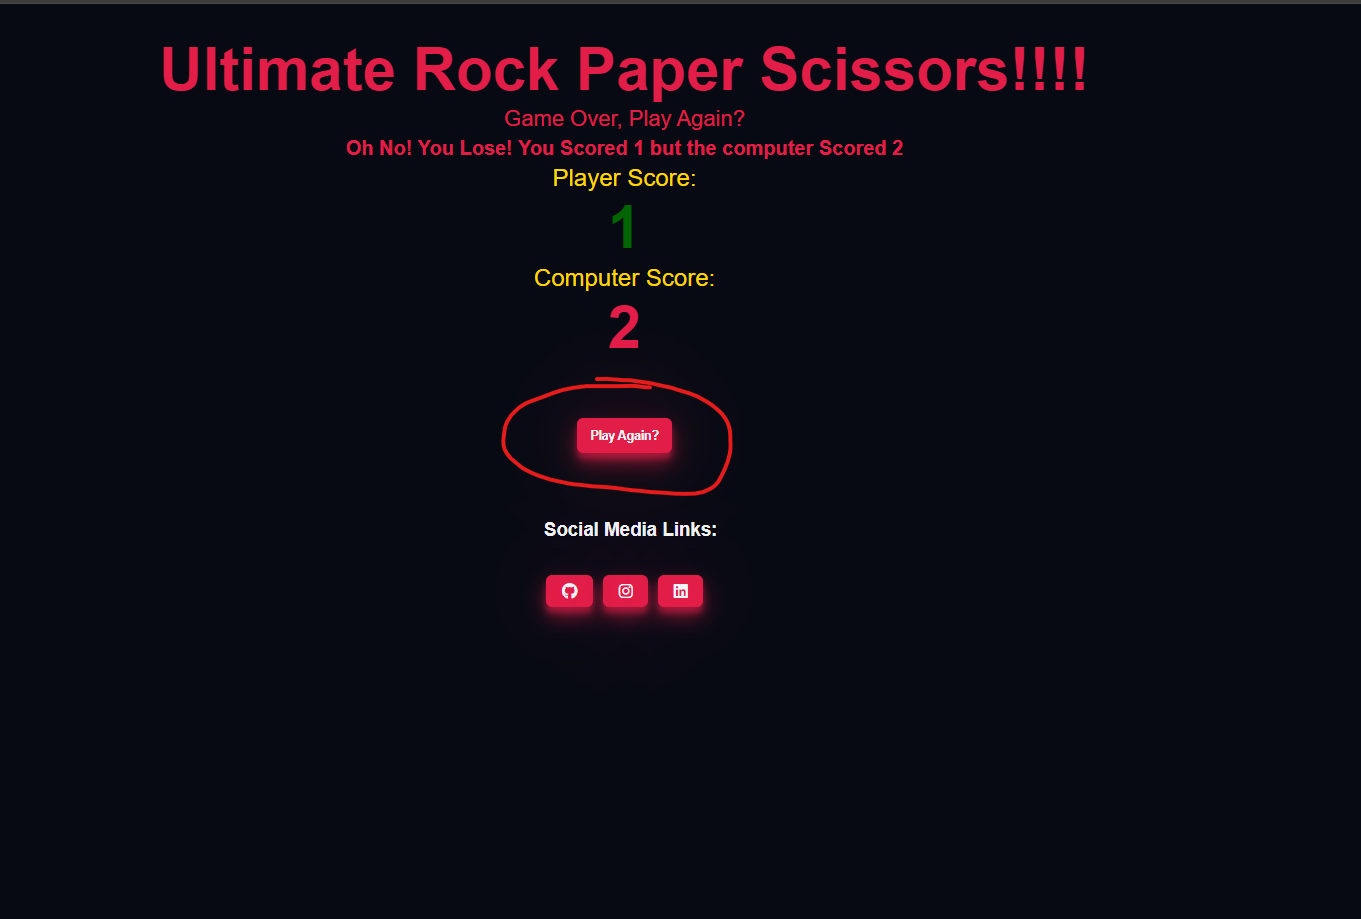 Ultimate Rock Paper Scissors!!!!
Game Over, Play Again?
Oh No! You Lose! You Scored 1 but the computer Scored 2
Player Score:
1
Computer Score:
2
Play Again?
Social Media Links: